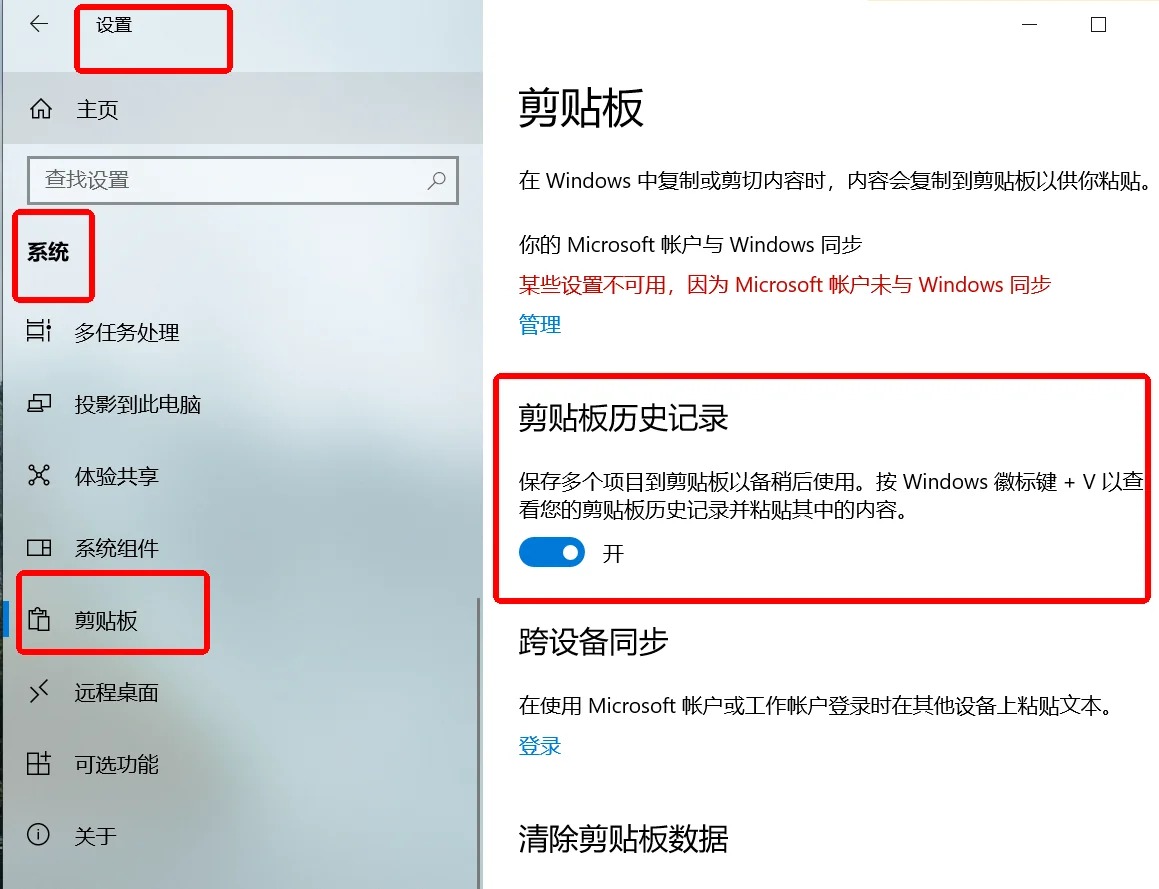 设置
主页
查找设置
系统
多任务处理
投影到此电脑
体验共享
系统组件
剪贴板
远程桌面
可选功能
关于
剪贴板
在 Windows 中复制或剪切内容时，内容会复制到剪贴板以供你粘贴。
你的 Microsoft 帐户与 Windows 同步
某些设置不可用，因为 Microsoft 帐户未与 Windows 同步
管理
剪贴板历史记录
保存多个项目到剪贴板以备稍后使用。按 Windows 徽标键 + V 以查
看您的剪贴板历史记录并粘贴其中的内容。
开
跨设备同步
在使用 Microsoft 帐户或工作帐户登录时在其他设备上粘贴文本。
登录
清除剪贴板数据